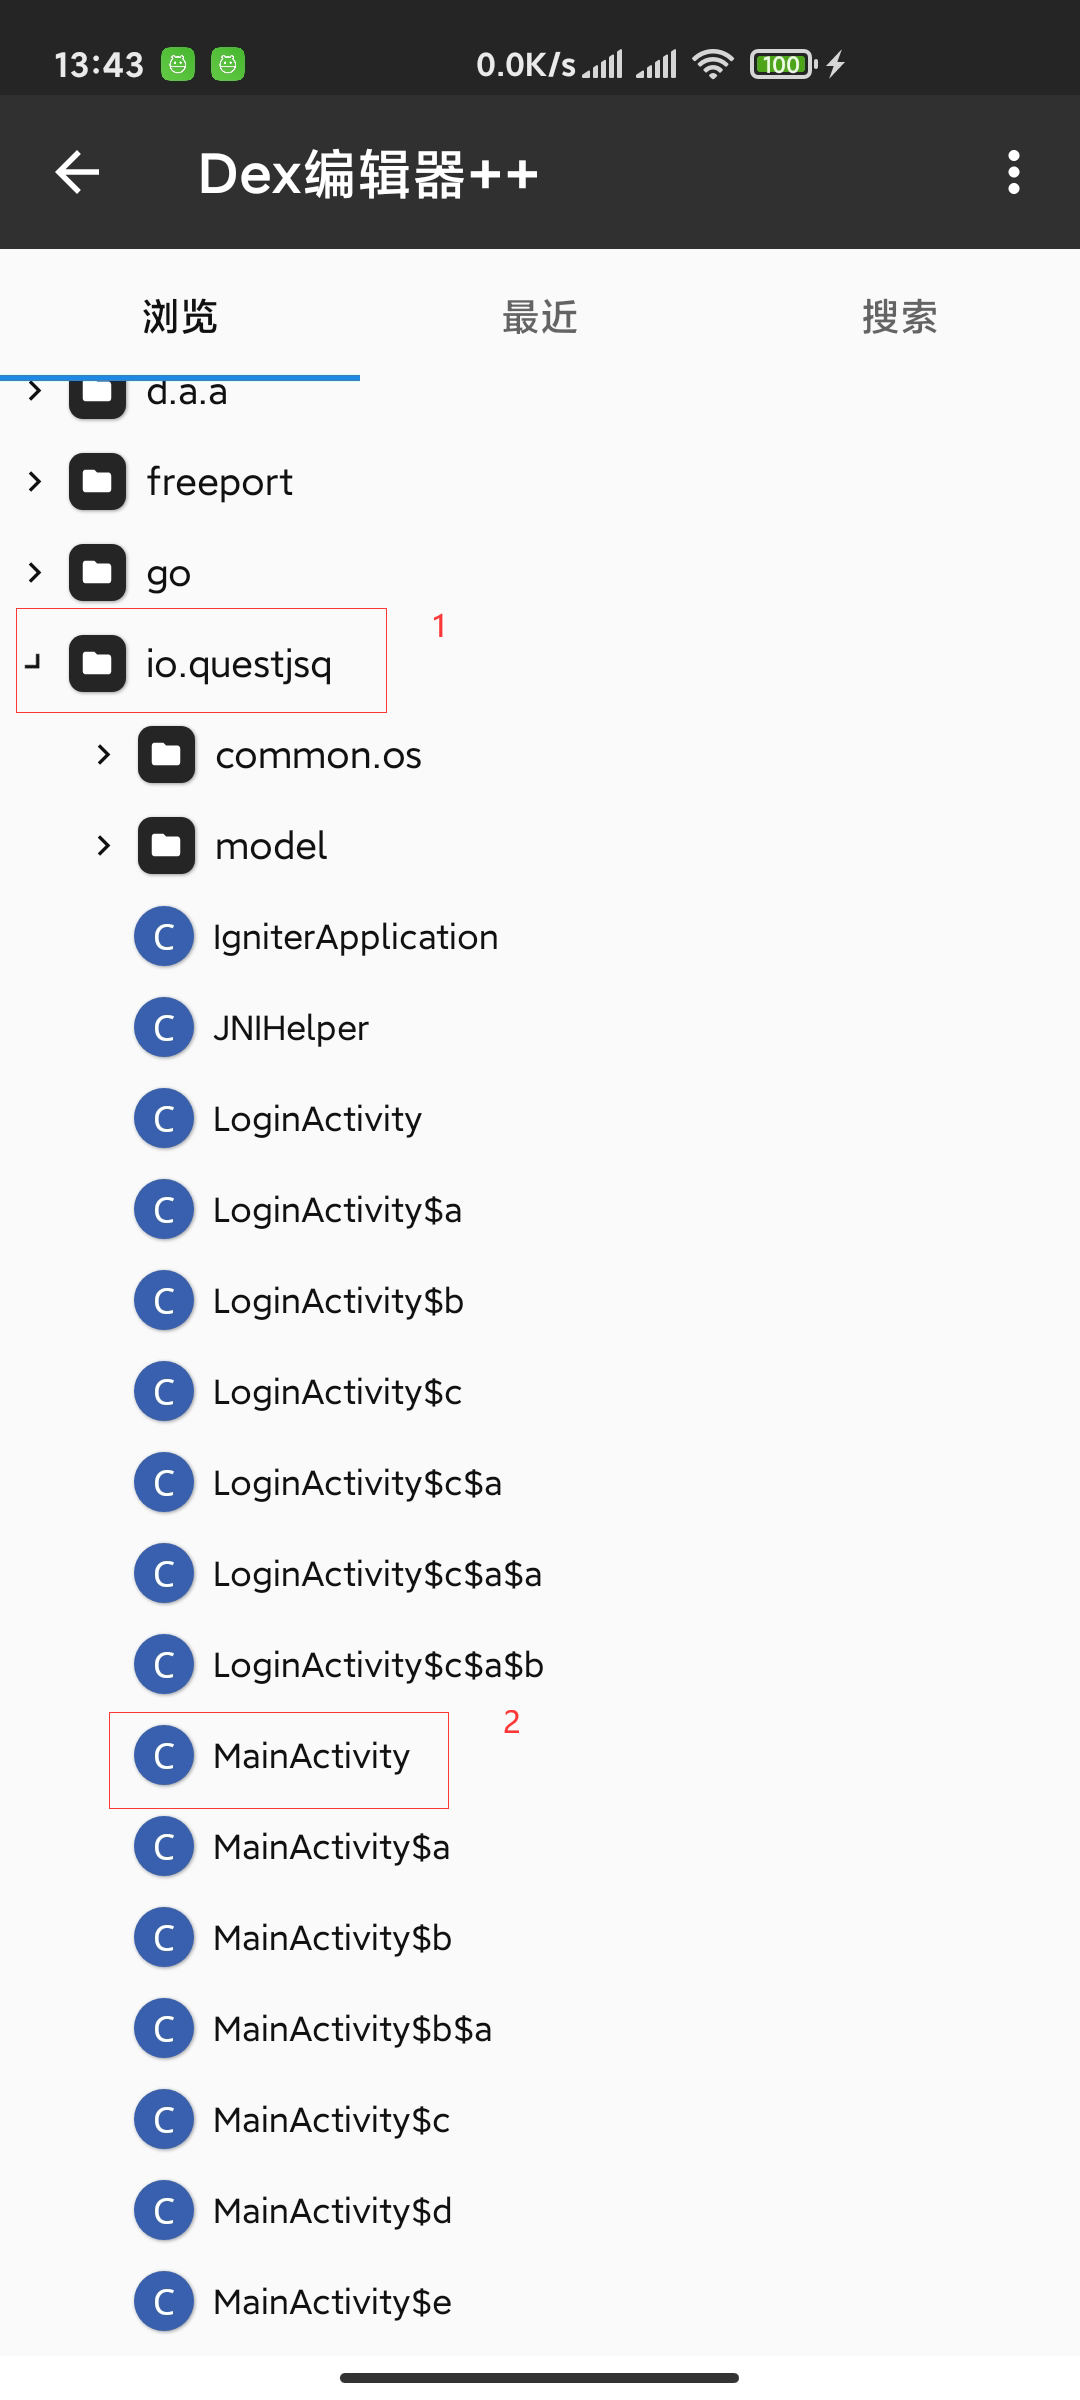 13:43 0.0K/s 100
Dex编辑器++
浏览 最近 搜索
d.a.a
freeport
go
1
io.questjsq
common.os
model
C IgniterApplication
C JNIHelper
C LoginActivity
C LoginActivity$a
C LoginActivity$b
C LoginActivity$c
C LoginActivity$c$a
C LoginActivity$c$a$a
C LoginActivity$c$a$b
2
C MainActivity
C MainActivity$a
C MainActivity$b
C MainActivity$b$a
C MainActivity$c
C MainActivity$d
C MainActivity$e